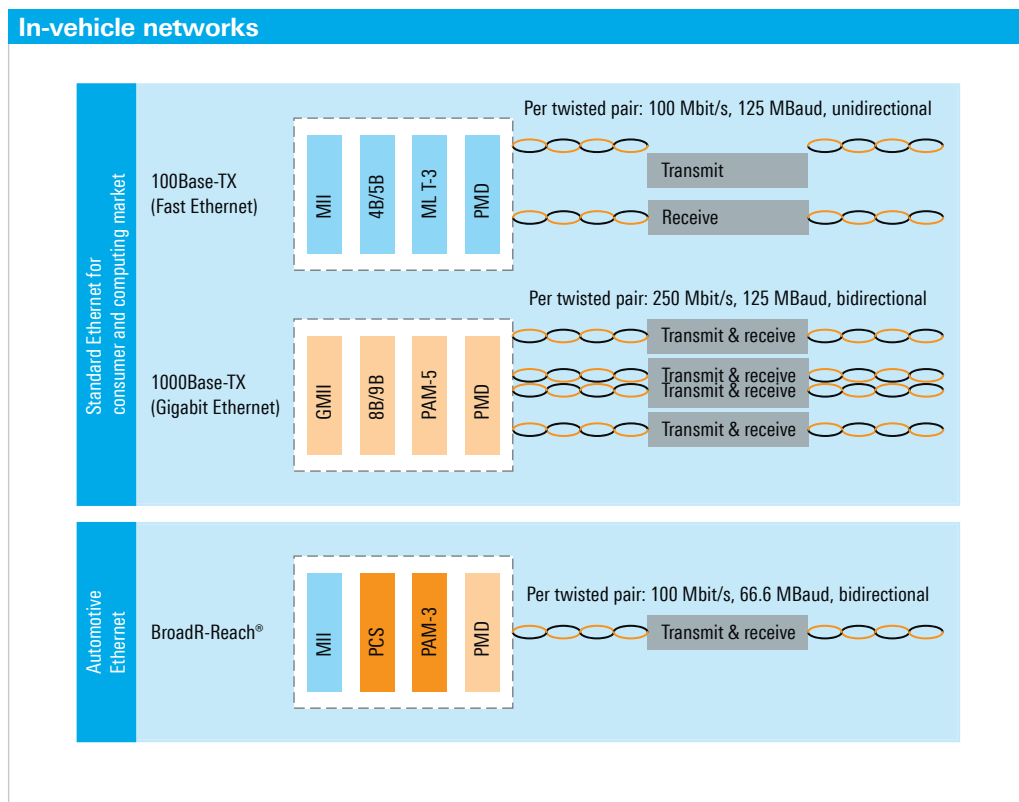 In-vehicle networks
Standard Ethernet for
consumer and computing market
100Base-TX
(Fast Ethernet)
MII
4B/5B
ML T-3
PMD
Per twisted pair: 100 Mbit/s, 125 MBaud, unidirectional
Transmit
Receive
1000Base-TX
(Gigabit Ethernet)
GMII
8B/9B
PAM-5
PMD
Per twisted pair: 250 Mbit/s, 125 MBaud, bidirectional
Transmit & receive
Transmit & receive
Transmit & receive
Transmit & receive
Automotive
Ethernet
BroadR-Reach®
MII
PCS
PAM-3
PMD
Per twisted pair: 100 Mbit/s, 66.6 MBaud, bidirectional
Transmit & receive